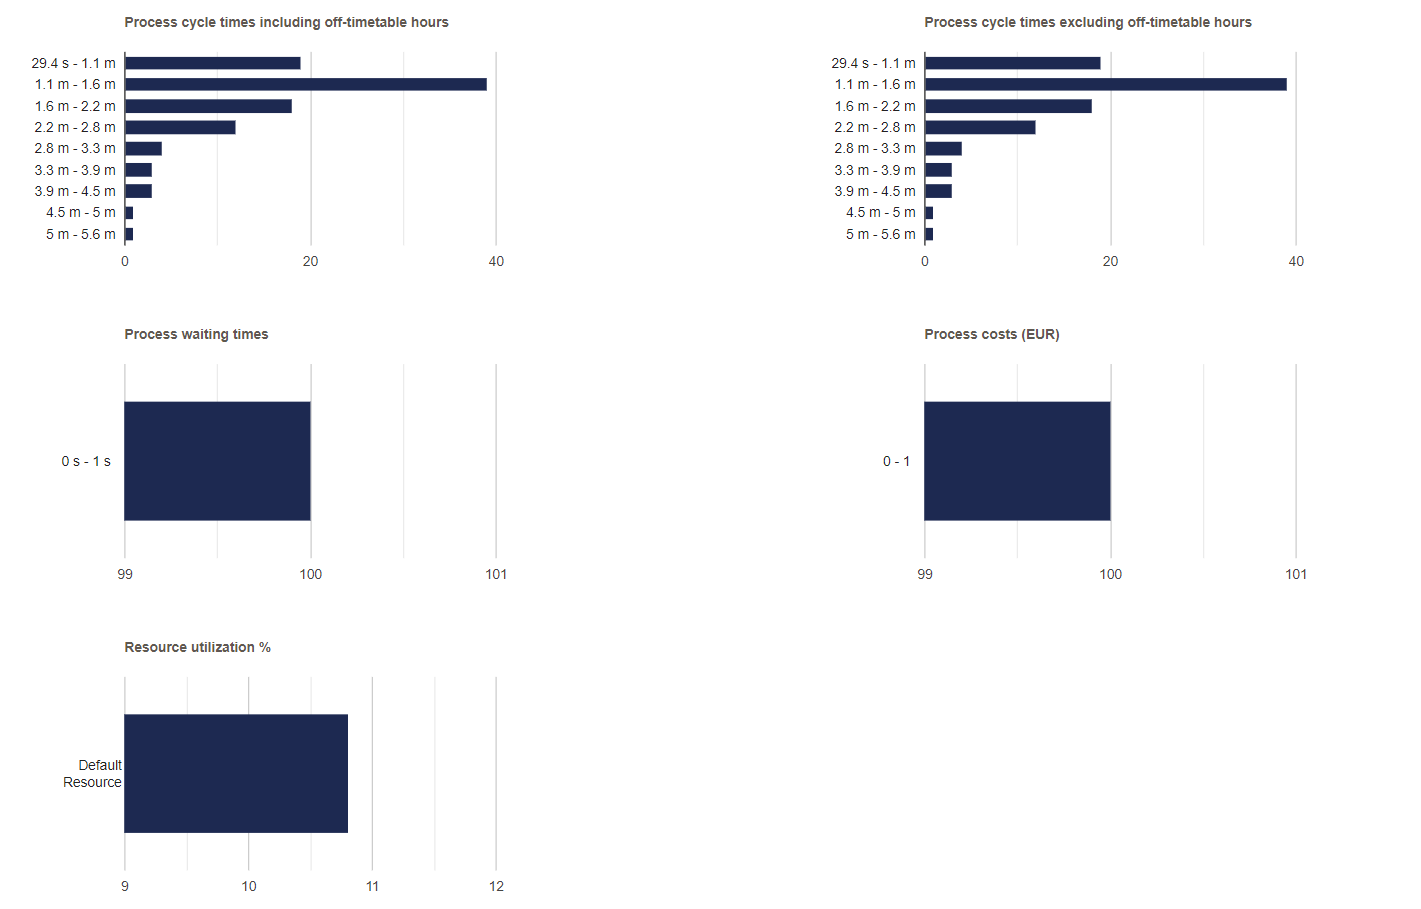 Process cycle times including off-timetable hours
29.4 s - 1.1 m
1.1 m - 1.6 m
1.6 m - 2.2 m
2.2 m - 2.8 m
2.8 m - 3.3 m
3.3 m - 3.9 m
3.9 m - 4.5 m
4.5 m - 5 m
5 m - 5.6 m
0 20 40
Process cycle times excluding off-timetable hours
29.4 s - 1.1 m
1.1 m - 1.6 m
1.6 m - 2.2 m
2.2 m - 2.8 m
2.8 m - 3.3 m
3.3 m - 3.9 m
3.9 m - 4.5 m
4.5 m - 5 m
5 m - 5.6 m
0 20 40
Process waiting times
0 s - 1 s
99 100 101
Process costs (EUR)
0 - 1
99 100 101
Resource utilization %
Default
Resource
9 10 11 12